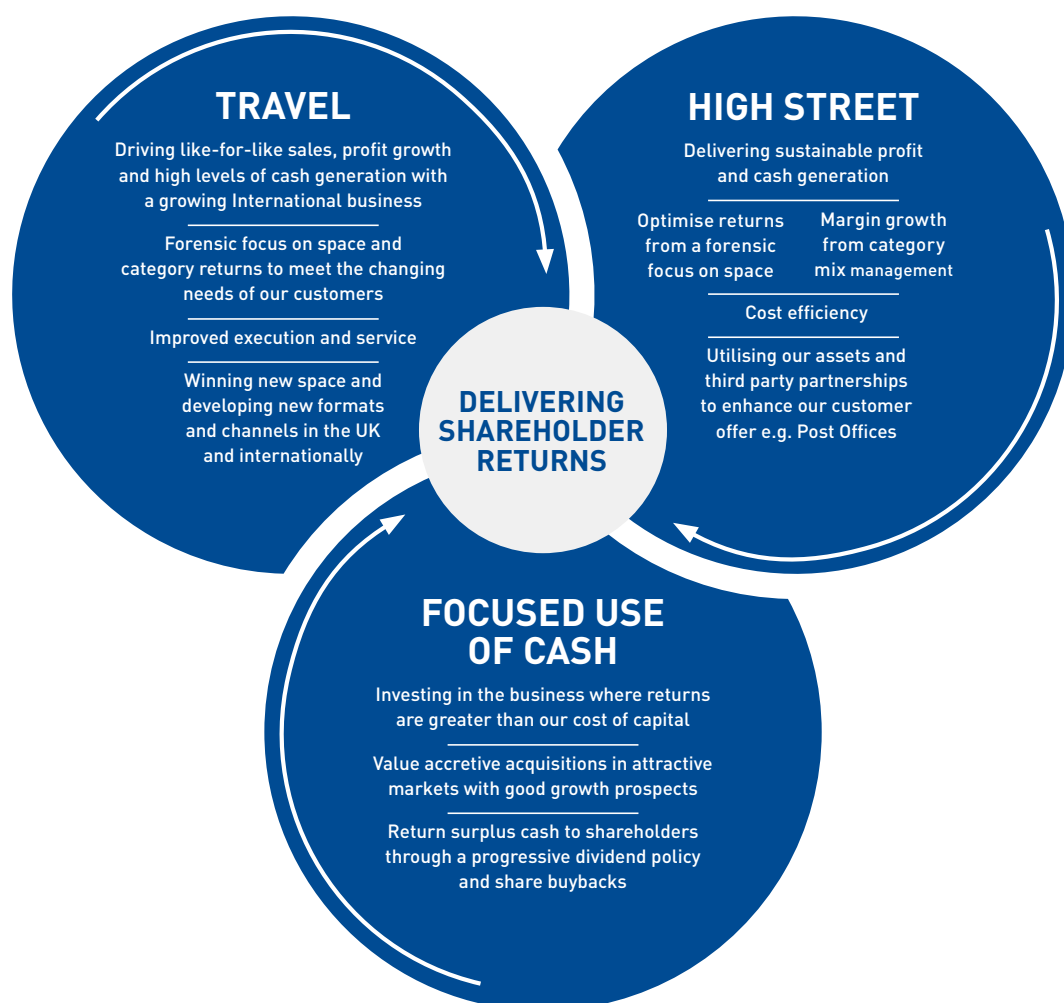 TRAVEL
Driving like-for-like sales, profit growth
and high levels of cash generation with
a growing International business
Forensic focus on space and
category returns to meet the changing
needs of our customers
Improved execution and service
Winning new space and
developing new formats
and channels in the UK
and internationally
HIGH STREET
Delivering sustainable profit
and cash generation
Optimise returns
from a forensic
focus on space
Margin growth
from category
mix management
Cost efficiency
Utilising our assets and
third party partnerships
to enhance our customer
offer e.g. Post Offices
DELIVERING
SHAREHOLDER
RETURNS
FOCUSED USE
OF CASH
Investing in the business where returns
are greater than our cost of capital
Value accretive acquisitions in attractive
markets with good growth prospects
Return surplus cash to shareholders
through a progressive dividend policy
and share buybacks